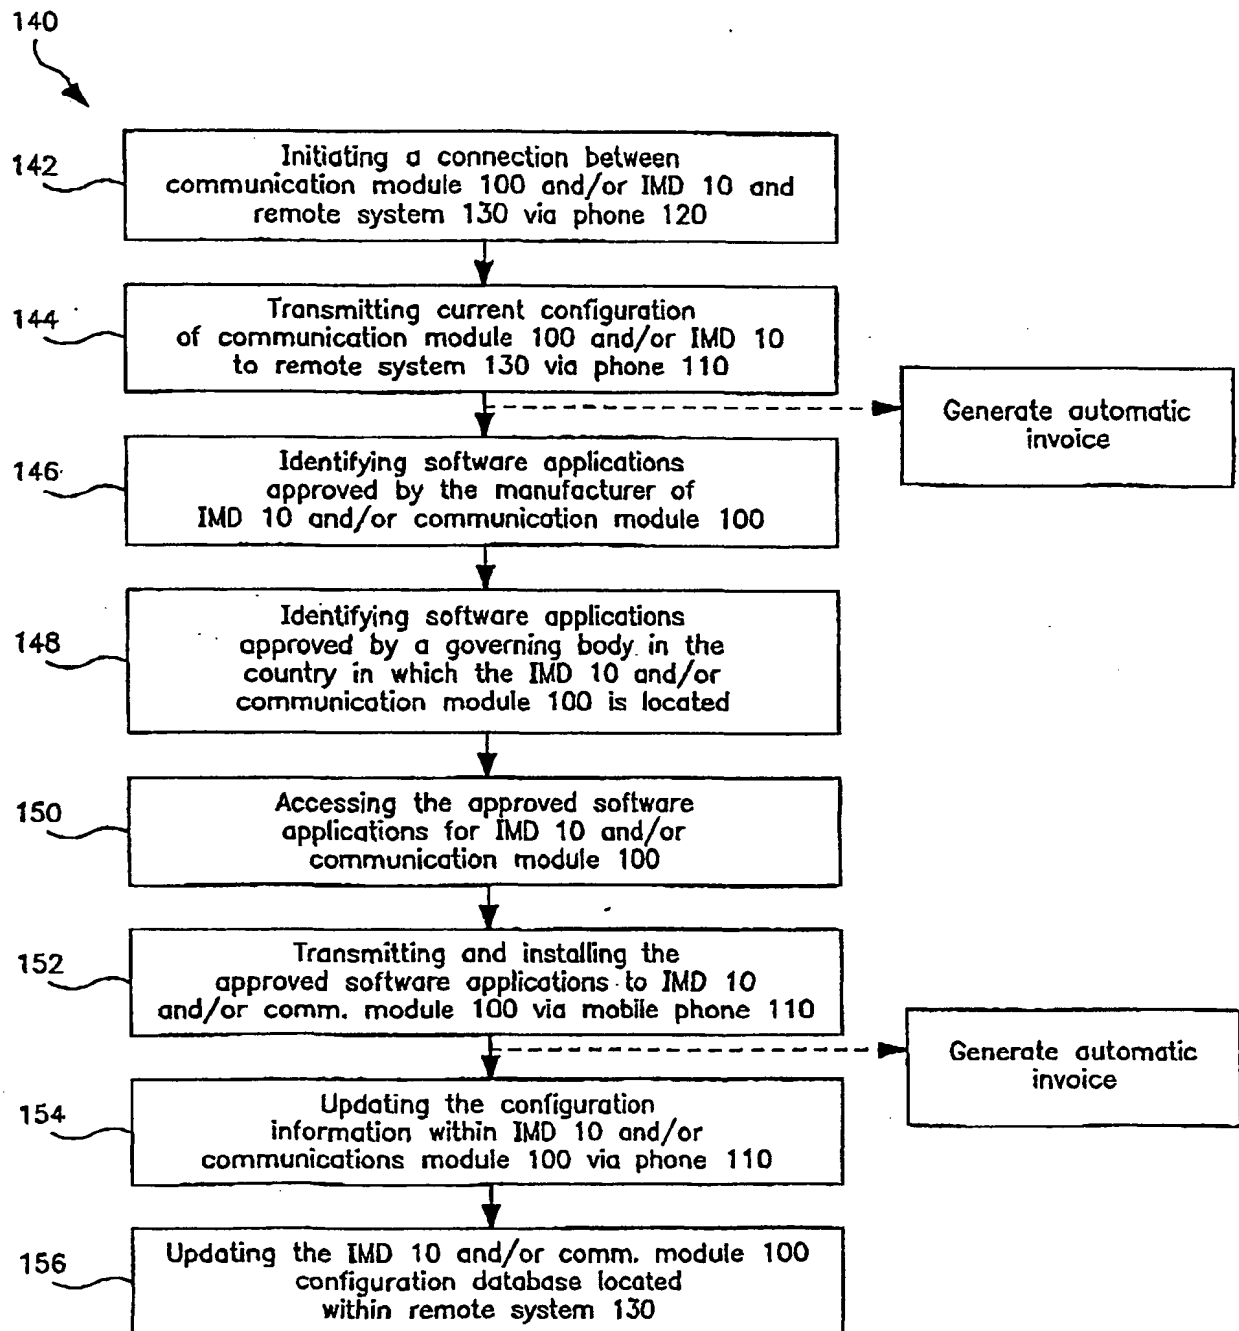 140
142
Initiating a connection between
communication module 100 and/or IMD 10 and
remote system 130 via phone 120
144
Transmitting current configuration
of communication module 100 and/or IMD 10
to remote system 130 via phone 110
Generate automatic
invoice
146
Identifying software applications
approved by the manufacturer of
IMD 10 and/or communication module 100
148
Identifying software applications
approved by a governing body in the
country in which the IMD 10 and/or
communication module 100 is located
150
Accessing the approved software
applications for IMD 10 and/or
communication module 100
152
Transmitting and installing the
approved software applications to IMD 10
and/or comm. module 100 via mobile phone 110
Generate automatic
invoice
154
Updating the configuration
information within IMD 10 and/or
communications module 100 via phone 110
156
Updating the IMD 10 and/or comm. module 100
configuration database located
within remote system 130